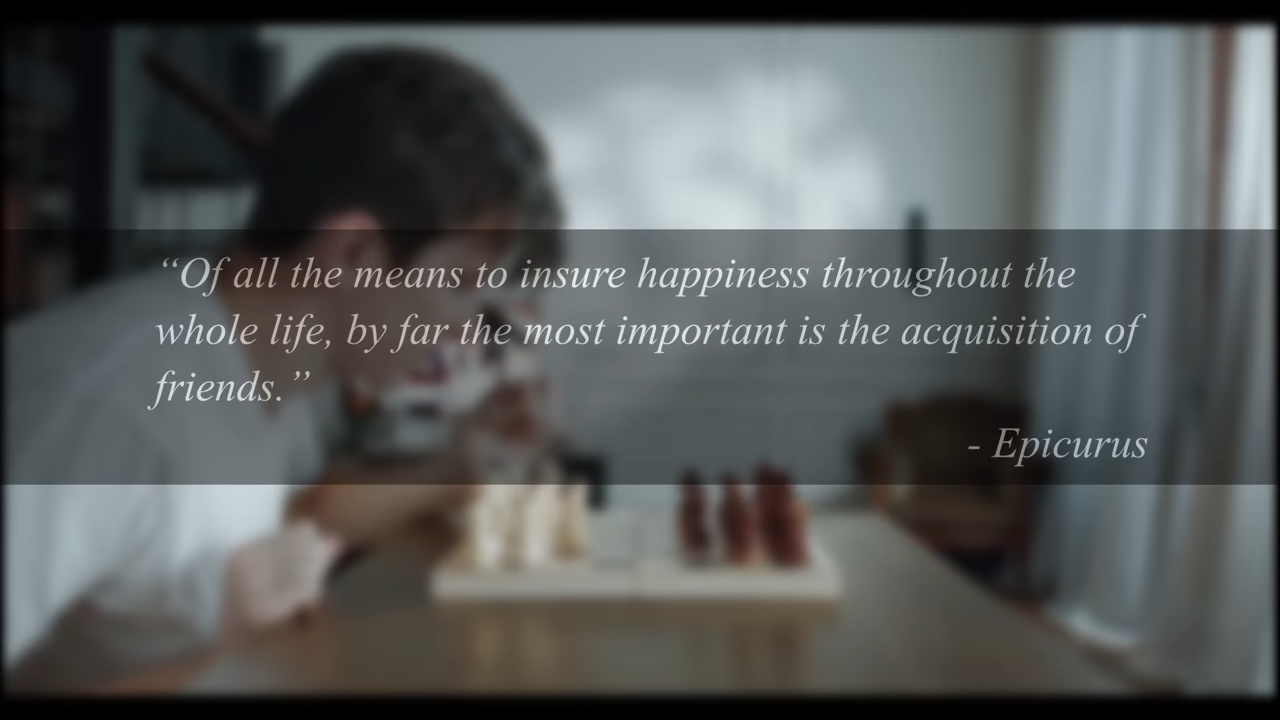 “Of all the means to insure happiness throughout the
whole life, by far the most important is the acquisition of
friends.”
- Epicurus